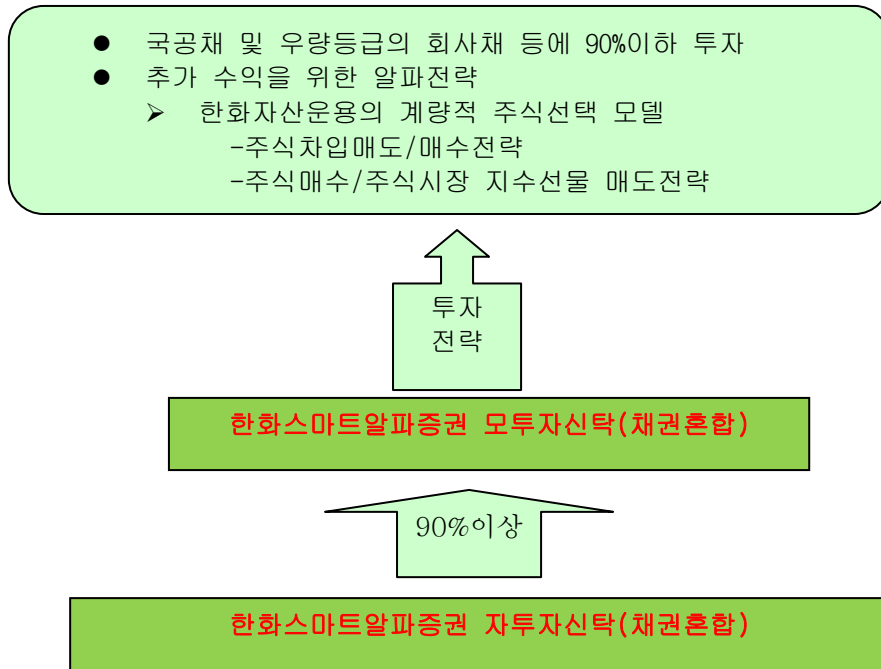 ● 국공채 및 우량등급의 회사채 등에 90%이하 투자
● 추가 수익을 위한 알파전략
➢ 한화자산운용의 계량적 주식선택 모델
-주식차입매도/매수전략
-주식매수/주식시장 지수선물 매도전략
투자
전략
한화스마트알파증권 모투자신탁(채권혼합)
90%이상
한화스마트알파증권 자투자신탁(채권혼합)